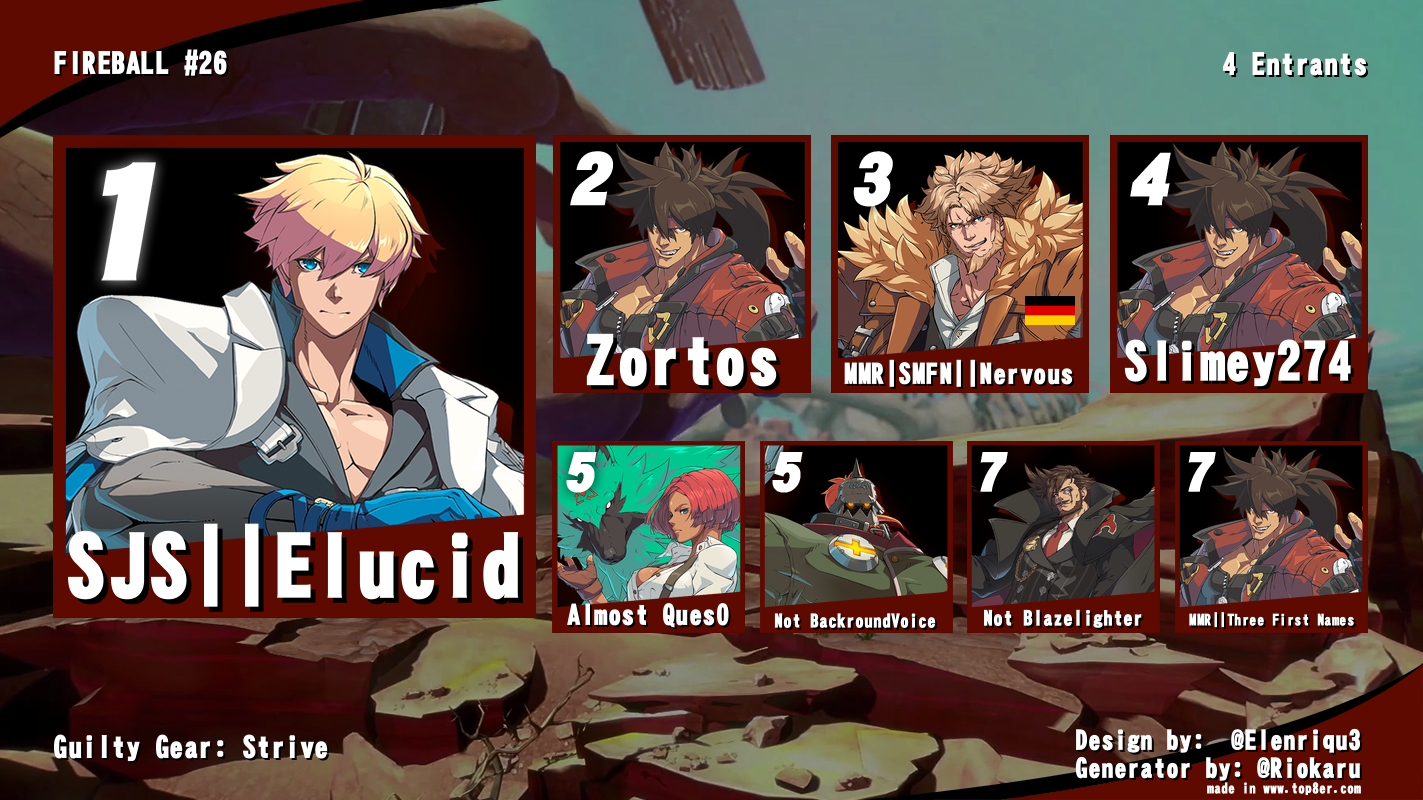 FIREBALL #26
4 Entrants
1
SJS||Elucid
2
Zortos
3
MMR|SMFN||Nervous
4
Slimey274
5
Almost Ques0
5
Not BackroundVoice
7
Not Blazelighter
7
MMR||Three First Names
Guilty Gear: Strive
Design by: @Elenriqu3
Generator by: @Riokaru
made in www.top8er.com